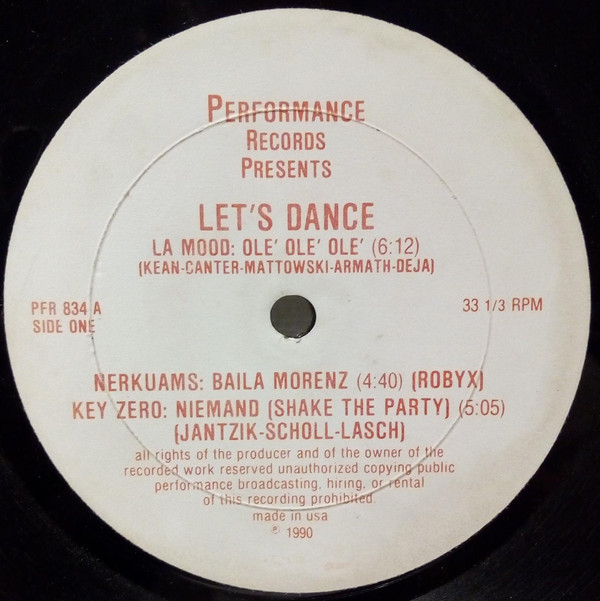 PERFORMANCE
RECORDS
PRESENTS
LET'S DANCE
LA MOOD: OLE' OLE' OLE' (6:12)
(KEAN-CANTER-MATTOWSKI-ARMATH-DEJA)
PFR 834 A
SIDE ONE
33 1/3 RPM
NERKUAMS: BAILA MORENZ (4:40) (ROBYX)
KEY ZERO: NIEMAND (SHAKE THE PARTY) (5:05)
(JANTZIK-SCHOLL-LASCH)
all rights of the producer and of the owner of the
recorded work reserved unauthorized copying public
performance broadcasting, hiring, or rental
of this recording prohibited.
made in usa
℗ 1990